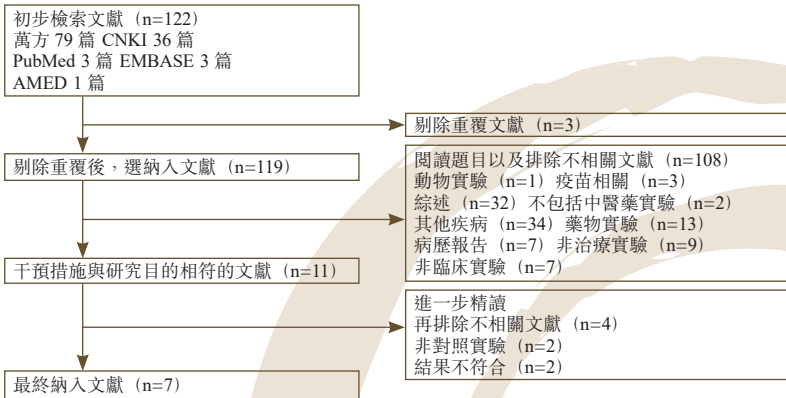 初步檢索文獻（n=122）
萬方 79 篇 CNKI 36 篇
PubMed 3 篇 EMBASE 3 篇
AMED 1 篇
剔除重覆文獻（n=3）
剔除重覆後，選納入文獻（n=119）
閱讀題目以及排除不相關文獻（n=108）
動物實驗（n=1）疫苗相關（n=3）
綜述（n=32）不包括中醫藥實驗（n=2）
其他疾病（n=34）藥物實驗（n=13）
病歷報告（n=7）非治療實驗（n=9）
非臨床實驗（n=7）
干預措施與研究目的相符的文獻（n=11）
進一步精讀
再排除不相關文獻（n=4）
非對照實驗（n=2）
結果不符合（n=2）
最終納入文獻（n=7）